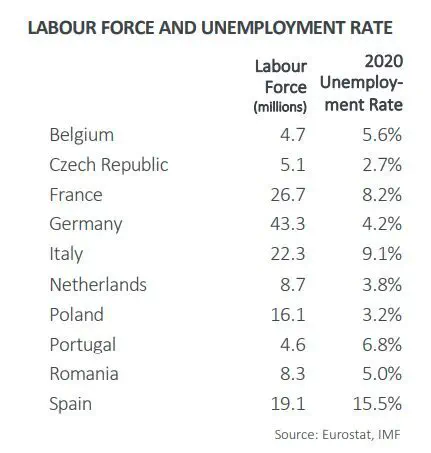 LABOUR FORCE AND UNEMPLOYMENT RATE
Labour Force (millions) 2020 Unemploy-ment Rate
Belgium 4.7 5.6%
Czech Republic 5.1 2.7%
France 26.7 8.2%
Germany 43.3 4.2%
Italy 22.3 9.1%
Netherlands 8.7 3.8%
Poland 16.1 3.2%
Portugal 4.6 6.8%
Romania 8.3 5.0%
Spain 19.1 15.5%
Source: Eurostat, IMF